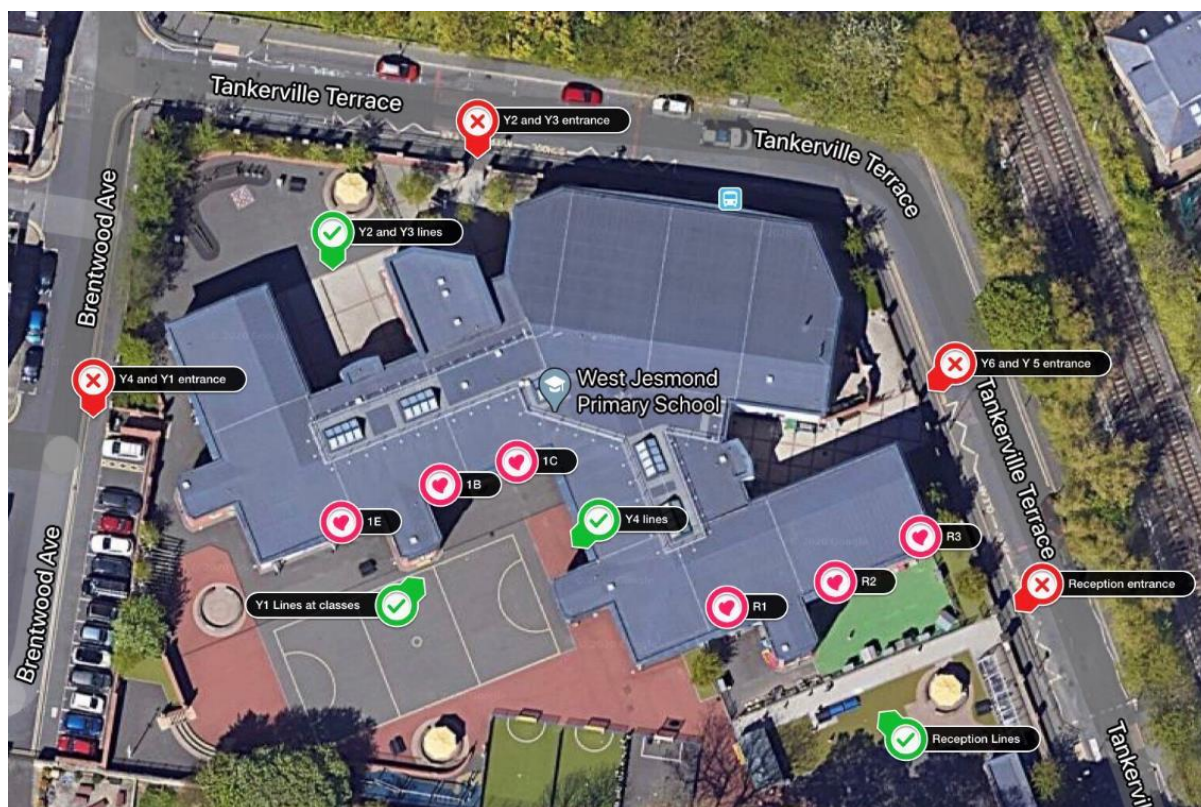 Tankerville Terrace
Y2 and Y3 entrance
Tankerville Terrace
Y2 and Y3 lines
Brentwood Ave
Y4 and Y1 entrance
Y6 and Y 5 entrance
West Jesmond
Primary School
1C
1B
1E
Y4 lines
Tankerville Terrace
R3
R2
R1
Reception entrance
Y1 Lines at classes
Brentwood Ave
Reception Lines
Tankervi